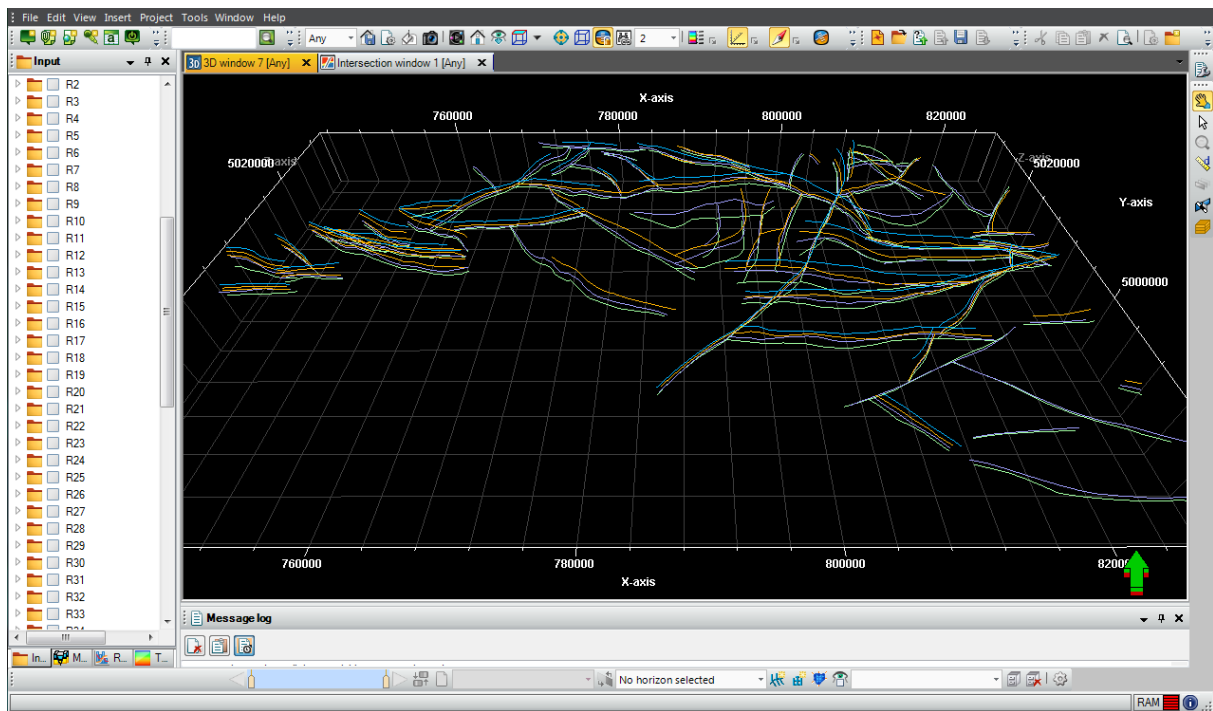 File Edit View Insert Project Tools Window Help
Any 2
Input
3D 3D window 7 [Any] Intersection window 1 [Any]
R2
R3
R4
R5
R6
R7
R8
R9
R10
R11
R12
R13
R14
R15
R16
R17
R18
R19
R20
R21
R22
R23
R24
R25
R26
R27
R28
R29
R30
R31
R32
R33
X-axis
760000 780000 800000 820000
5020000 Z-axis 5020000
Y-axis
5000000
760000 780000 800000
X-axis
Message log
In... M... R... T...
No horizon selected
RAM